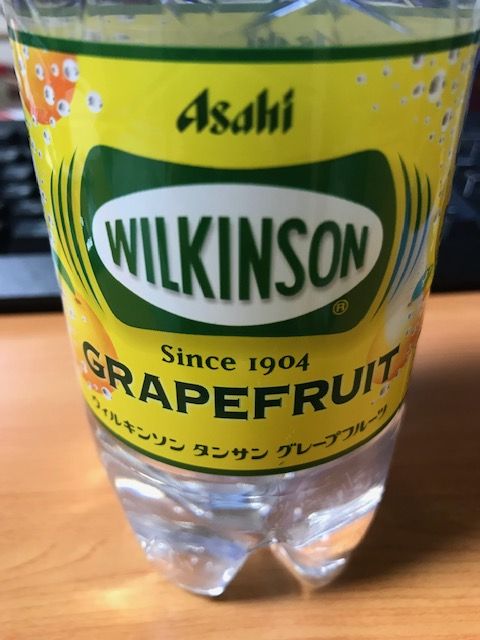 Asahi
WILKINSON
®
Since 1904
GRAPEFRUIT
ウィルキンソン タンサン グレープフルーツ